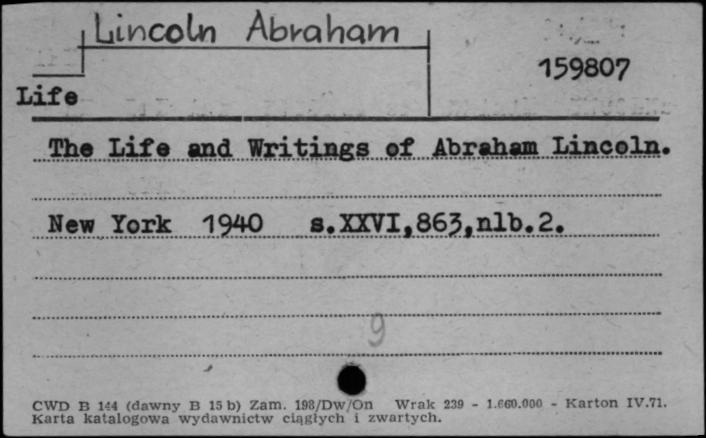 Lincoln Abraham
159807
Life
The Life and Writings of Abraham Lincoln.
New York 1940 s.XXVI,863,nlb.2.
9
CWD B 144 (dawny B 15 b) Zam. 198/Dw/On Wrak 239 - 1.660.000 - Karton IV.71.
Karta katalogowa wydawnictw ciągłych i zwartych.